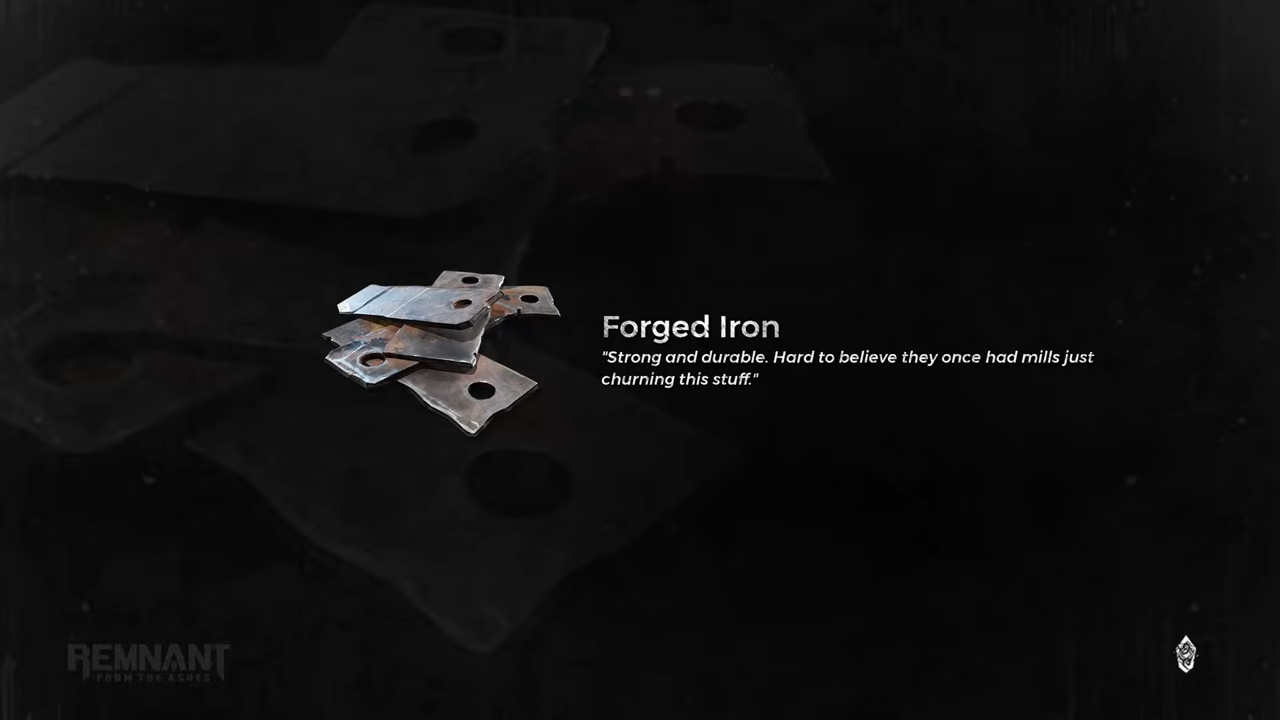 Forged Iron
"Strong and durable. Hard to believe they once had mills just
churning this stuff."
REMNANT
FROM THE ASHES